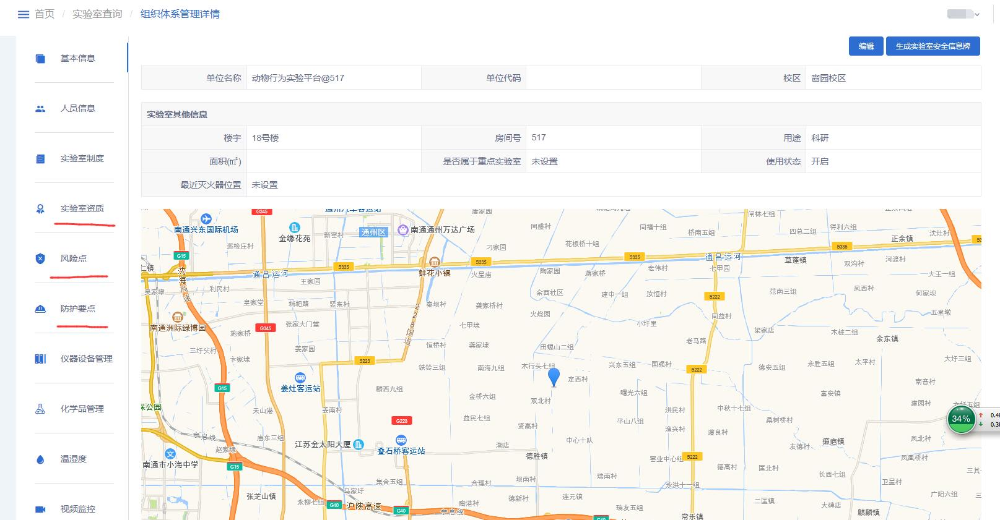 首页 / 实验室查询 / 组织体系管理详情
编辑
生成实验室安全信息牌
基本信息
人员信息
实验室制度
实验室资质
风险点
防护要点
仪器设备管理
化学品管理
温湿度
视频监控
单位名称 动物行为实验平台@517 单位代码 校区 啬园校区
实验室其他信息
楼宇 18号楼 房间号 517 用途 科研
面积(㎡) 是否属于重点实验室 未设置 使用状态 开启
最近灭火器位置 未设置
G345
唐家园
闸林七组
南通兴东国际机场
金缘花苑
新窑村
通州区
南通通州万达广场
同盛村
同福十组
桥南五组
四总二组
得利六组
正余镇
沈灶村
巡检庄村
刁家园
花板桥十组
G15
S335
S335
S335
S335
通吕运河
通吕运河
沈海高速
鲜花小镇
火星庙
陶家园
蒋家桥
宏伟村
七甲园
草蓬镇
双沟村
河渡村
大王一组
王家园
吴家埭
利民村
余西社区
建中一组
汝恒村
S222
范南三组
凤西村
何家坝
皇家堂
耥耙路
竖东村
秦坝村
龚家桥村
228国道
火烧园
同益村
五里墩
南通洲际绿博园
张家大门堂
G345
施家桥
七甲埭
小圩里
梁家店
木桩二组
余东镇
三圩头村
卞家埭
姜家园
恒桥村
龚家埭
田螺山二组
老马路
S223
铁铃三组
南海九组
木行头七组
兴东五组
国强村
S222
德安五组
永胜五组
太平村
大圩三组
姜灶客运站
定西村
南音村
G15
麟西九组
金桥六组
双北村
曙光六组
富安镇
建园村
天山港
姜南村
益民七组
贤高村
平山八组
洪民村
中秋十七组
桑树桥村
G228
渔兴村
道良村
宁启线
庙东三组
江苏金太阳大厦
叠石桥客运站
湖店
中心十队
友德村
癞疤镇
凤北村
赵家埭
南通市小海中学
德胜镇
窑业中心组
S222
德高村
匡北村
凤凰桥村
G15
集合五组
合理村
坝南村
瑞南村
永洪十一组
长西七组
卫星村
张芝山镇
马家圩
永柳七组
G40
沪陕高速
G40
宁启线
陶港村
德新村
连元镇
瑞友五组
二匡镇
大碑店
广阳六组
常乐镇
麒麟镇
34%